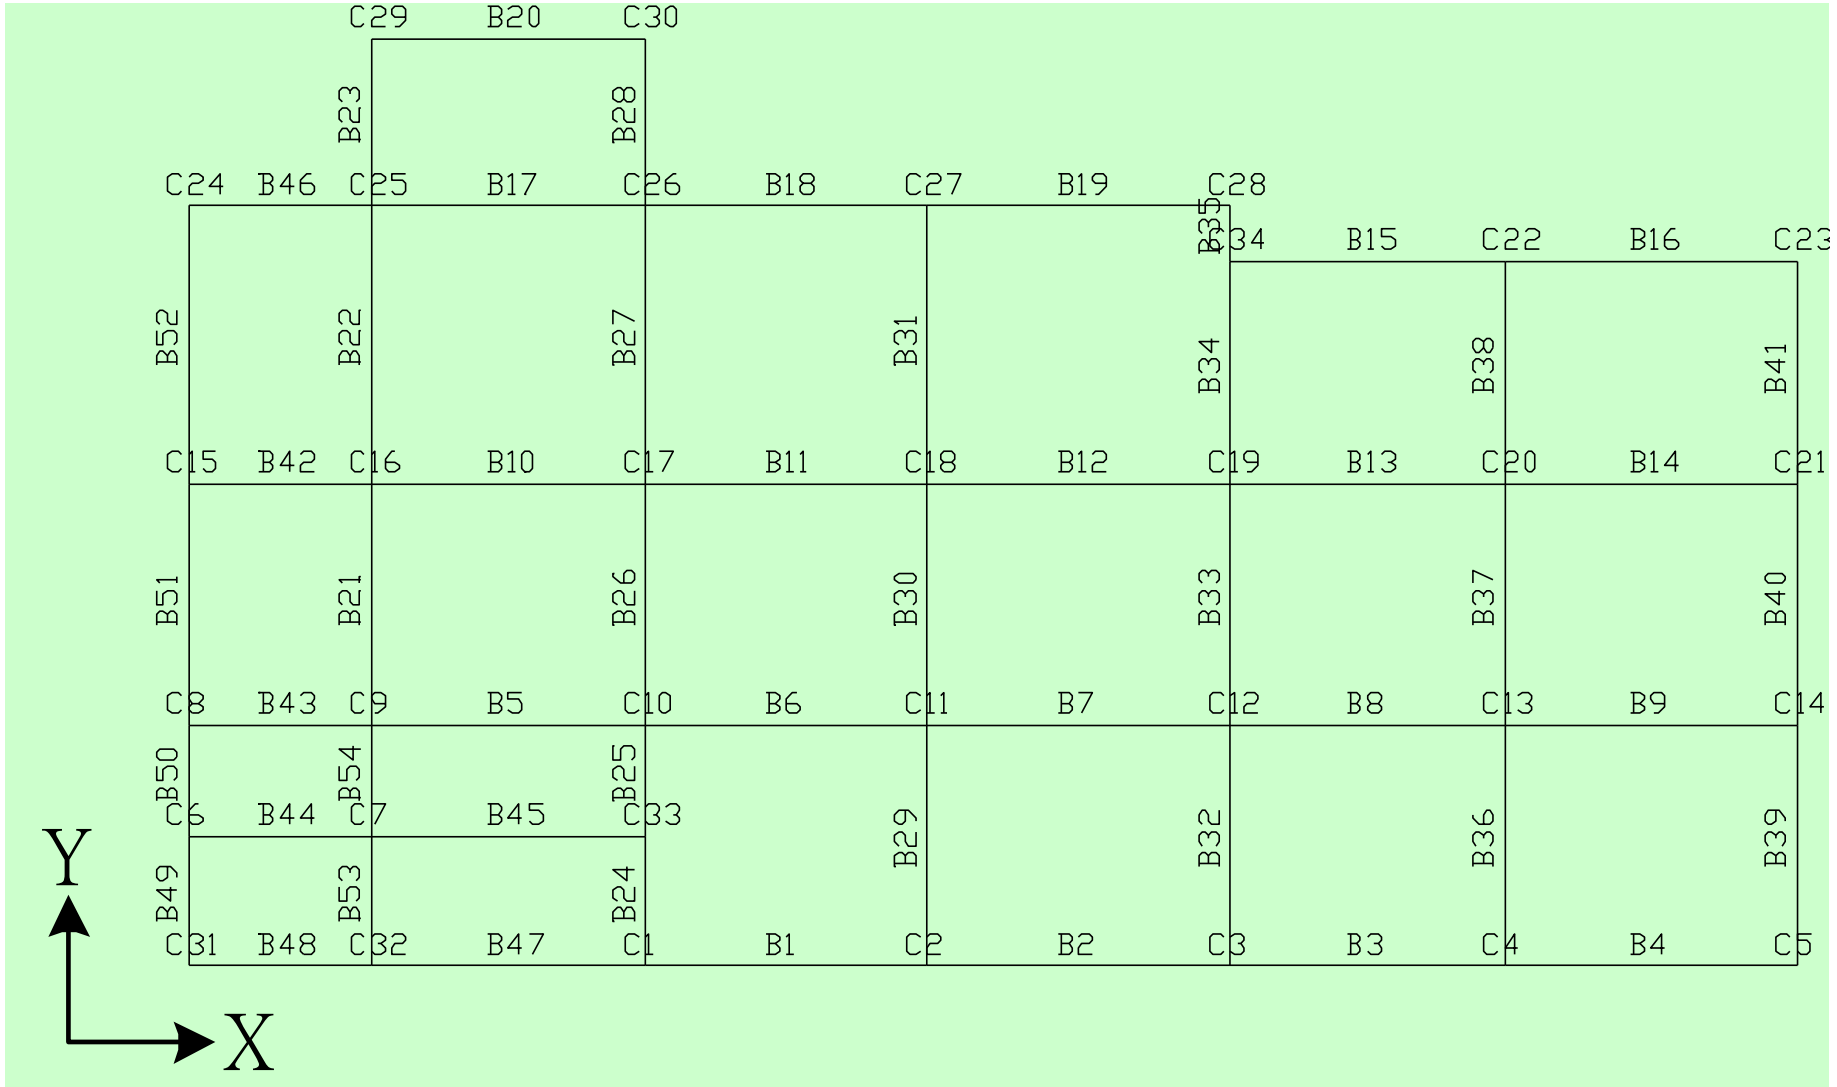 C29 B20 C30
B23 B28
C24 B46 C25 B17 C26 B18 C27 B19 C28
B35
C34 B15 C22 B16 C23
B52 B22 B27 B31 B34 B38 B41
C15 B42 C16 B10 C17 B11 C18 B12 C19 B13 C20 B14 C21
B51 B21 B26 B30 B33 B37 B40
C8 B43 C9 B5 C10 B6 C11 B7 C12 B8 C13 B9 C14
B50 B54 B25
C6 B44 C7 B45 C33
B29 B32 B36 B39
B49 B53 B24
C31 B48 C32 B47 C1 B1 C2 B2 C3 B3 C4 B4 C5
Y
X